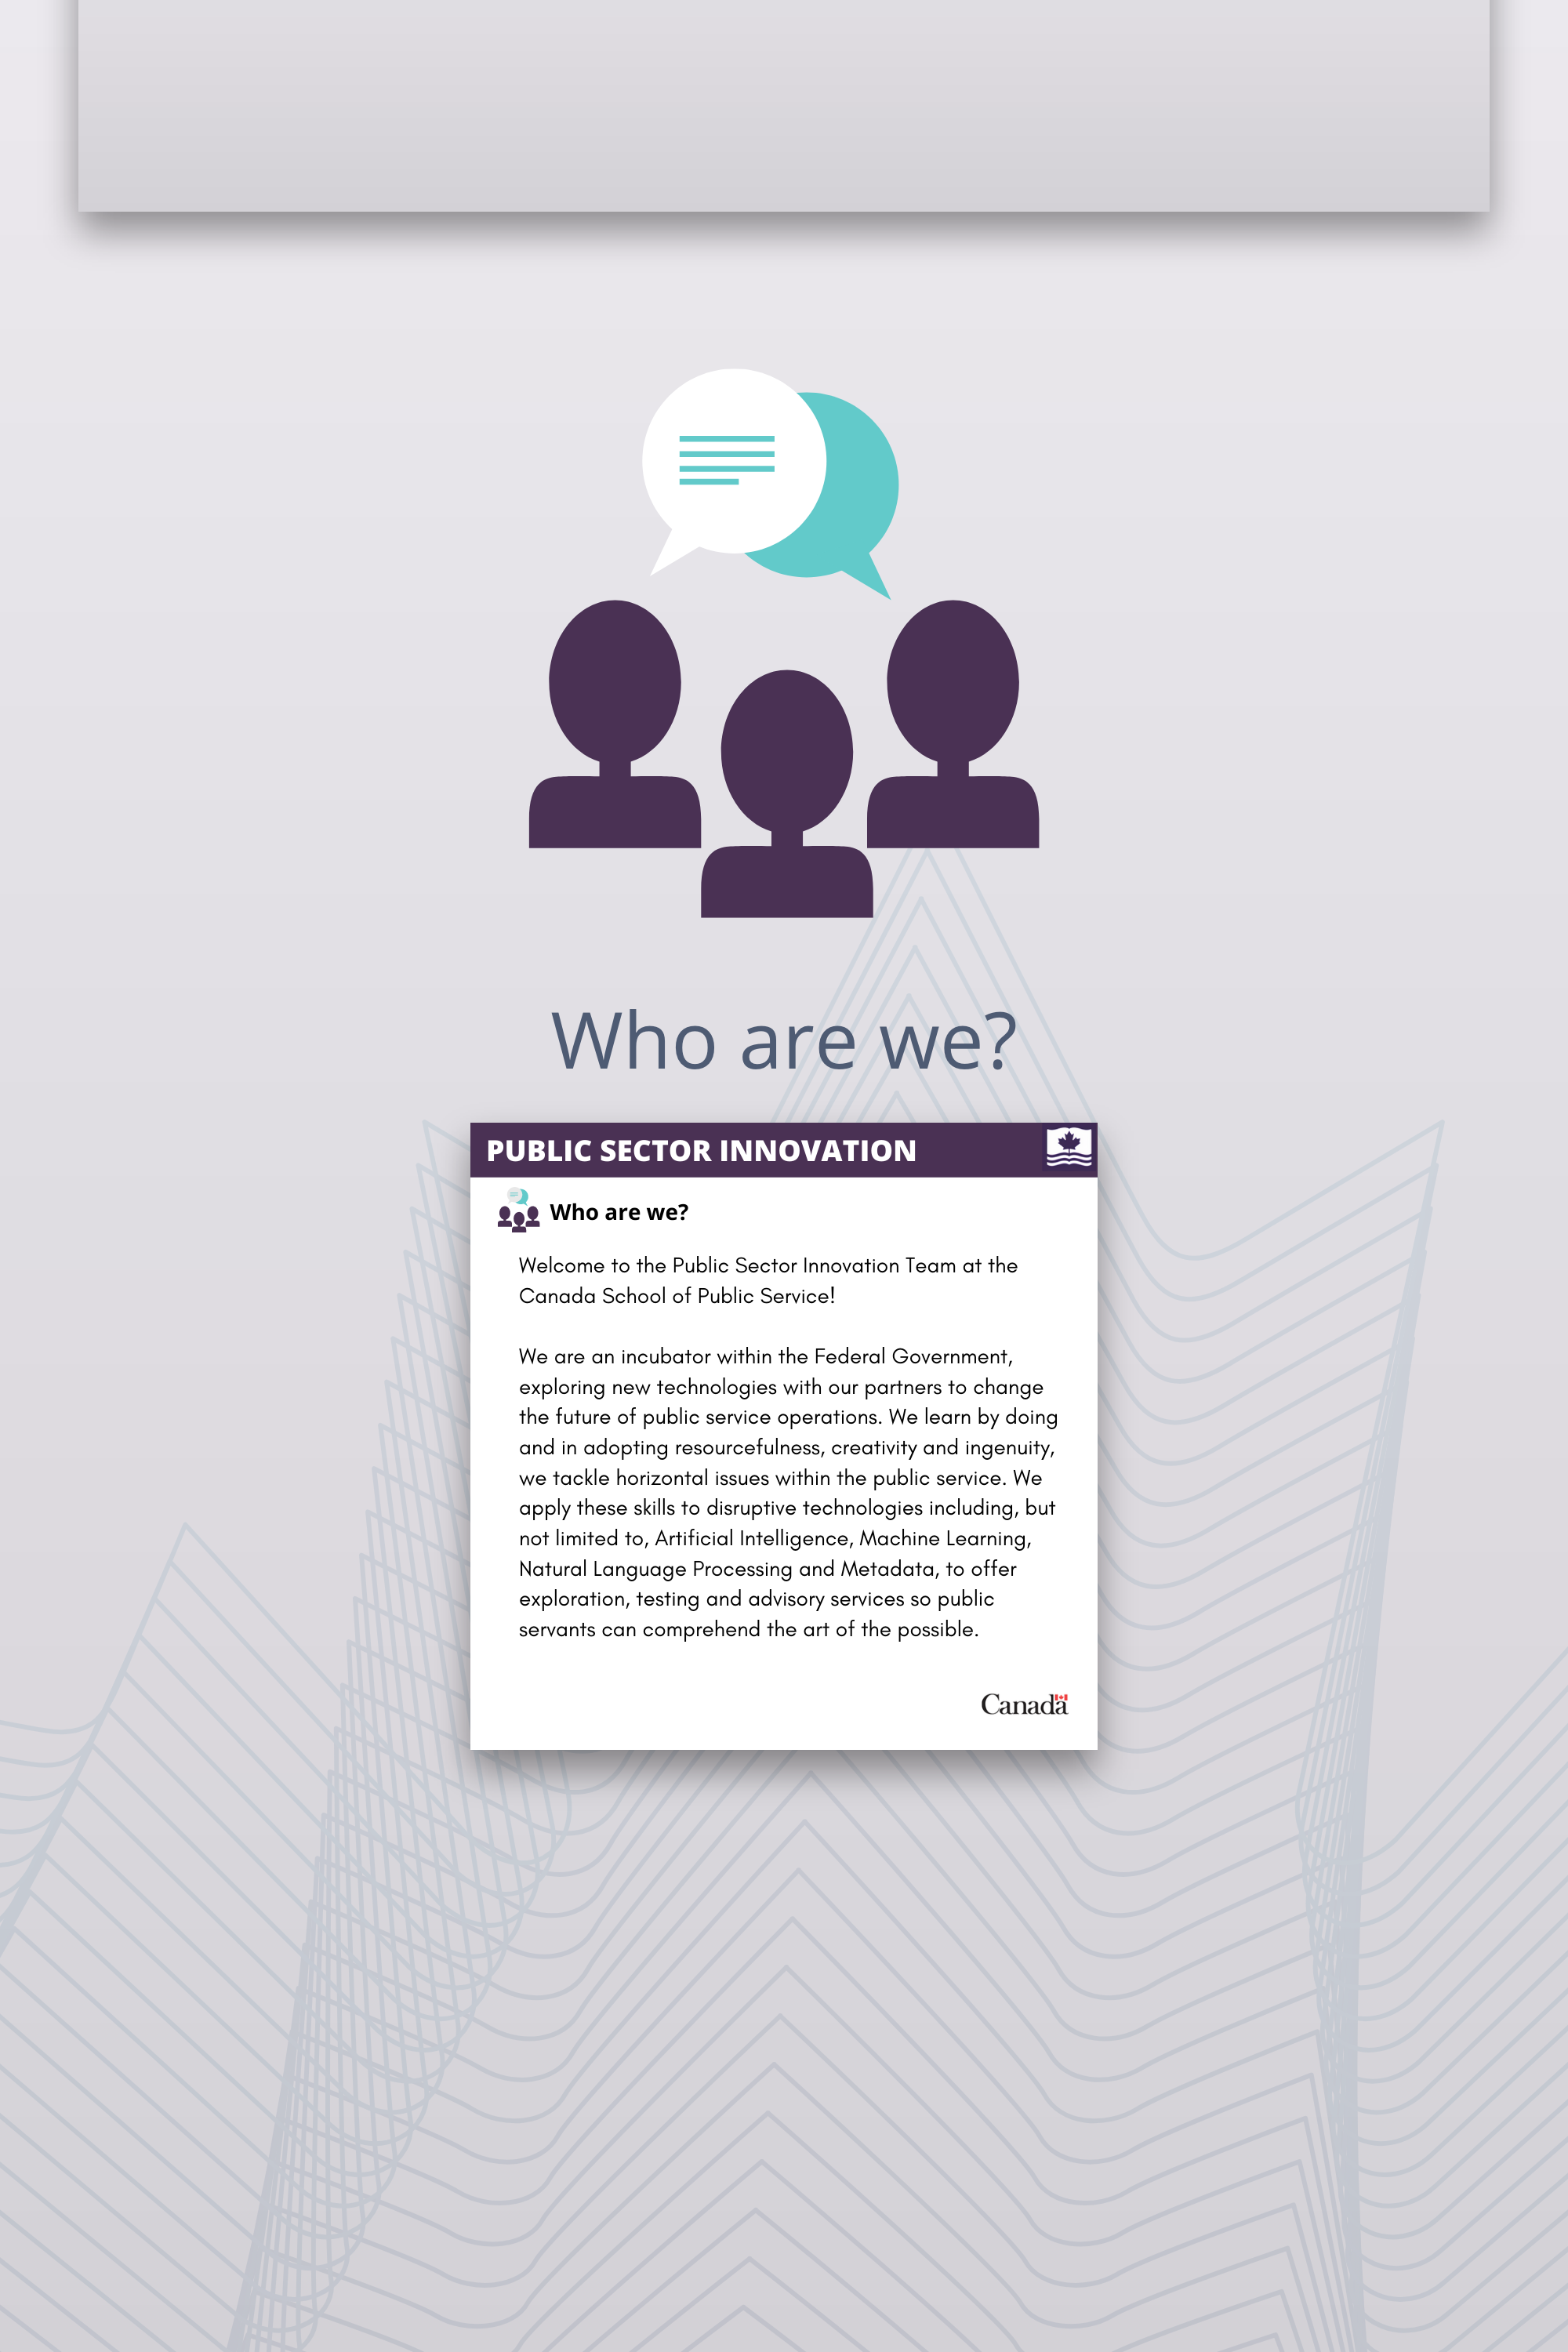 Who are we?
PUBLIC SECTOR INNOVATION
Who are we?
Welcome to the Public Sector Innovation Team at the
Canada School of Public Service!
We are an incubator within the Federal Government,
exploring new technologies with our partners to change
the future of public service operations. We learn by doing
and in adopting resourcefulness, creativity and ingenuity,
we tackle horizontal issues within the public service. We
apply these skills to disruptive technologies including, but
not limited to, Artificial Intelligence, Machine Learning,
Natural Language Processing and Metadata, to offer
exploration, testing and advisory services so public
servants can comprehend the art of the possible.
Canada